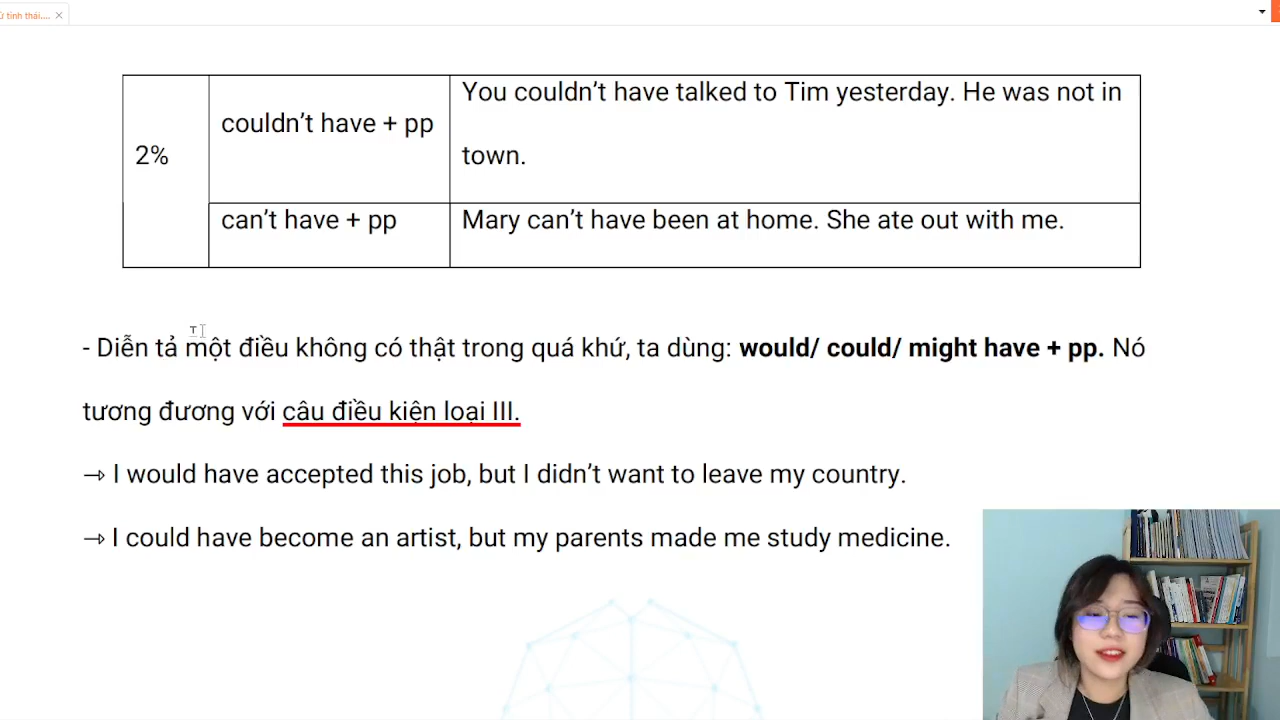 ừ tình thái....
2%
couldn't have + pp
You couldn't have talked to Tim yesterday. He was not in
town.
can't have + pp
Mary can't have been at home. She ate out with me.
- Diễn tả một điều không có thật trong quá khứ, ta dùng: would/ could/ might have + pp. Nó
tương đương với câu điều kiện loại III.
→ I would have accepted this job, but I didn't want to leave my country.
→ I could have become an artist, but my parents made me study medicine.